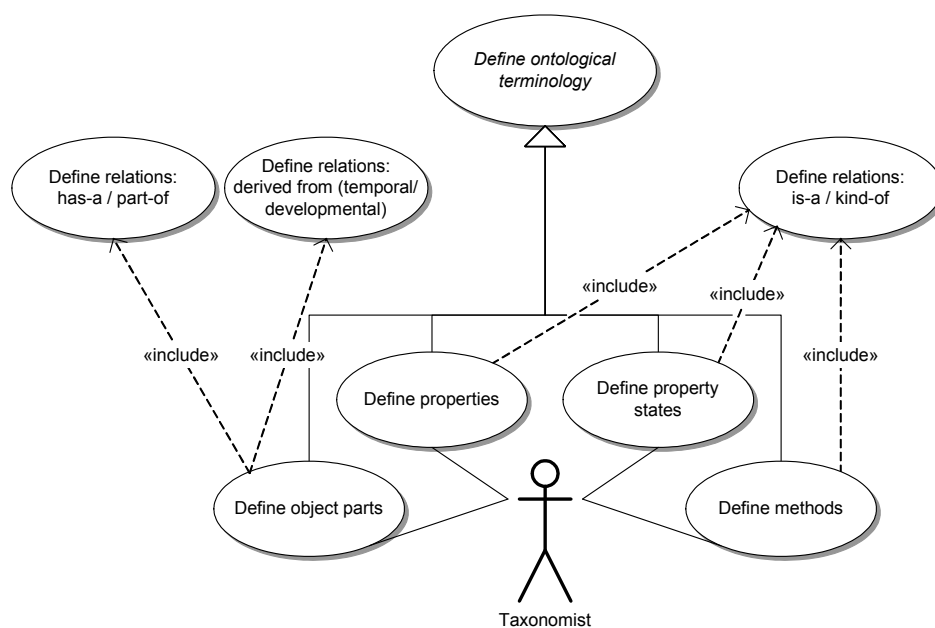 Define ontological
terminology
Define relations:
has-a / part-of
Define relations:
derived from (temporal/
developmental)
Define relations:
is-a / kind-of
«include»
«include»
«include»
«include»
«include»
Define properties
Define property
states
Define object parts
Define methods
Taxonomist